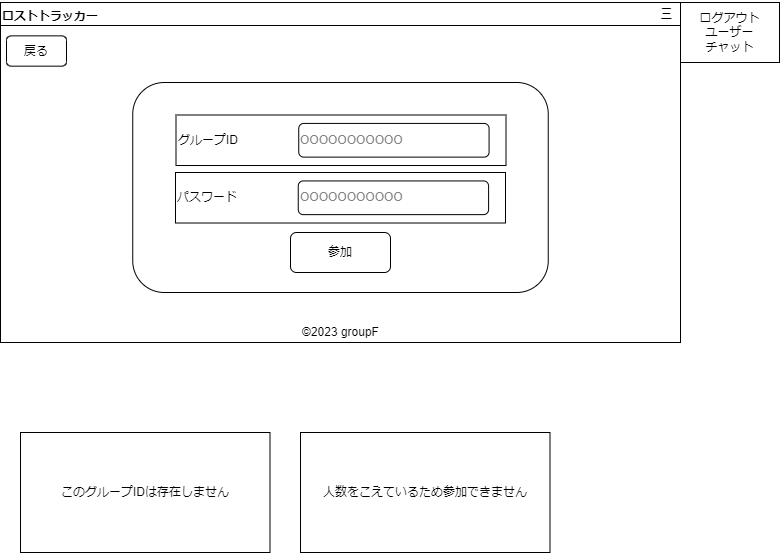 ロストトラッカー
三
ログアウト
ユーザー
チャット
戻る
グループID
OOOOOOOOOOO
パスワード
OOOOOOOOOOO
参加
©2023 groupF
このグループIDは存在しません
人数をこえているため参加できません